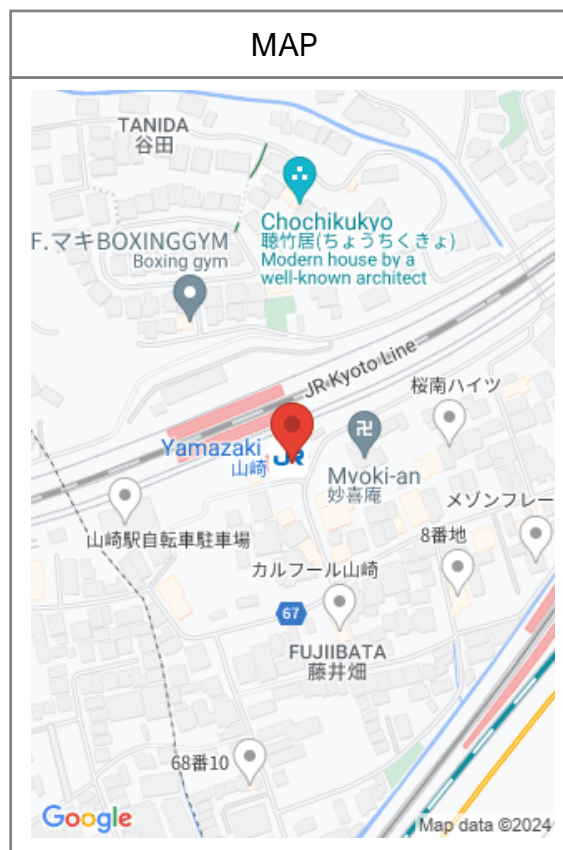 MAP
TANIDA
谷田
Chochikukyo
聴竹居(ちょうちくきょ)
Modern house by a
well-known architect
F.マキBOXINGGYM
Boxing gym
JR Kyoto Line
桜南ハイツ
Yamazaki
山崎
JR
卍
Myoki-an
妙喜庵
メゾンフレー
山崎駅自転車駐車場
8番地
カルフール山崎
67
FUJIIBATA
藤井畑
68番10
Google
Map data ©2024